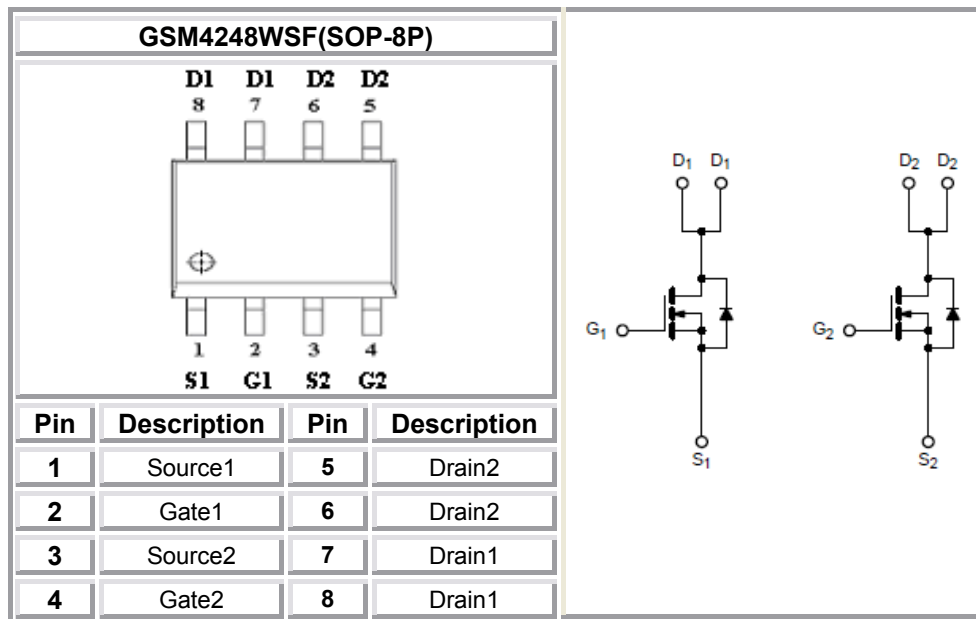 GSM4248WSF(SOP-8P)
D1 D1 D2 D2
8 7 6 5
1 2 3 4
S1 G1 S2 G2
Pin Description Pin Description
1 Source1 5 Drain2
2 Gate1 6 Drain2
3 Source2 7 Drain1
4 Gate2 8 Drain1
D1 D1 D2 D2
G1 G2
S1 S2